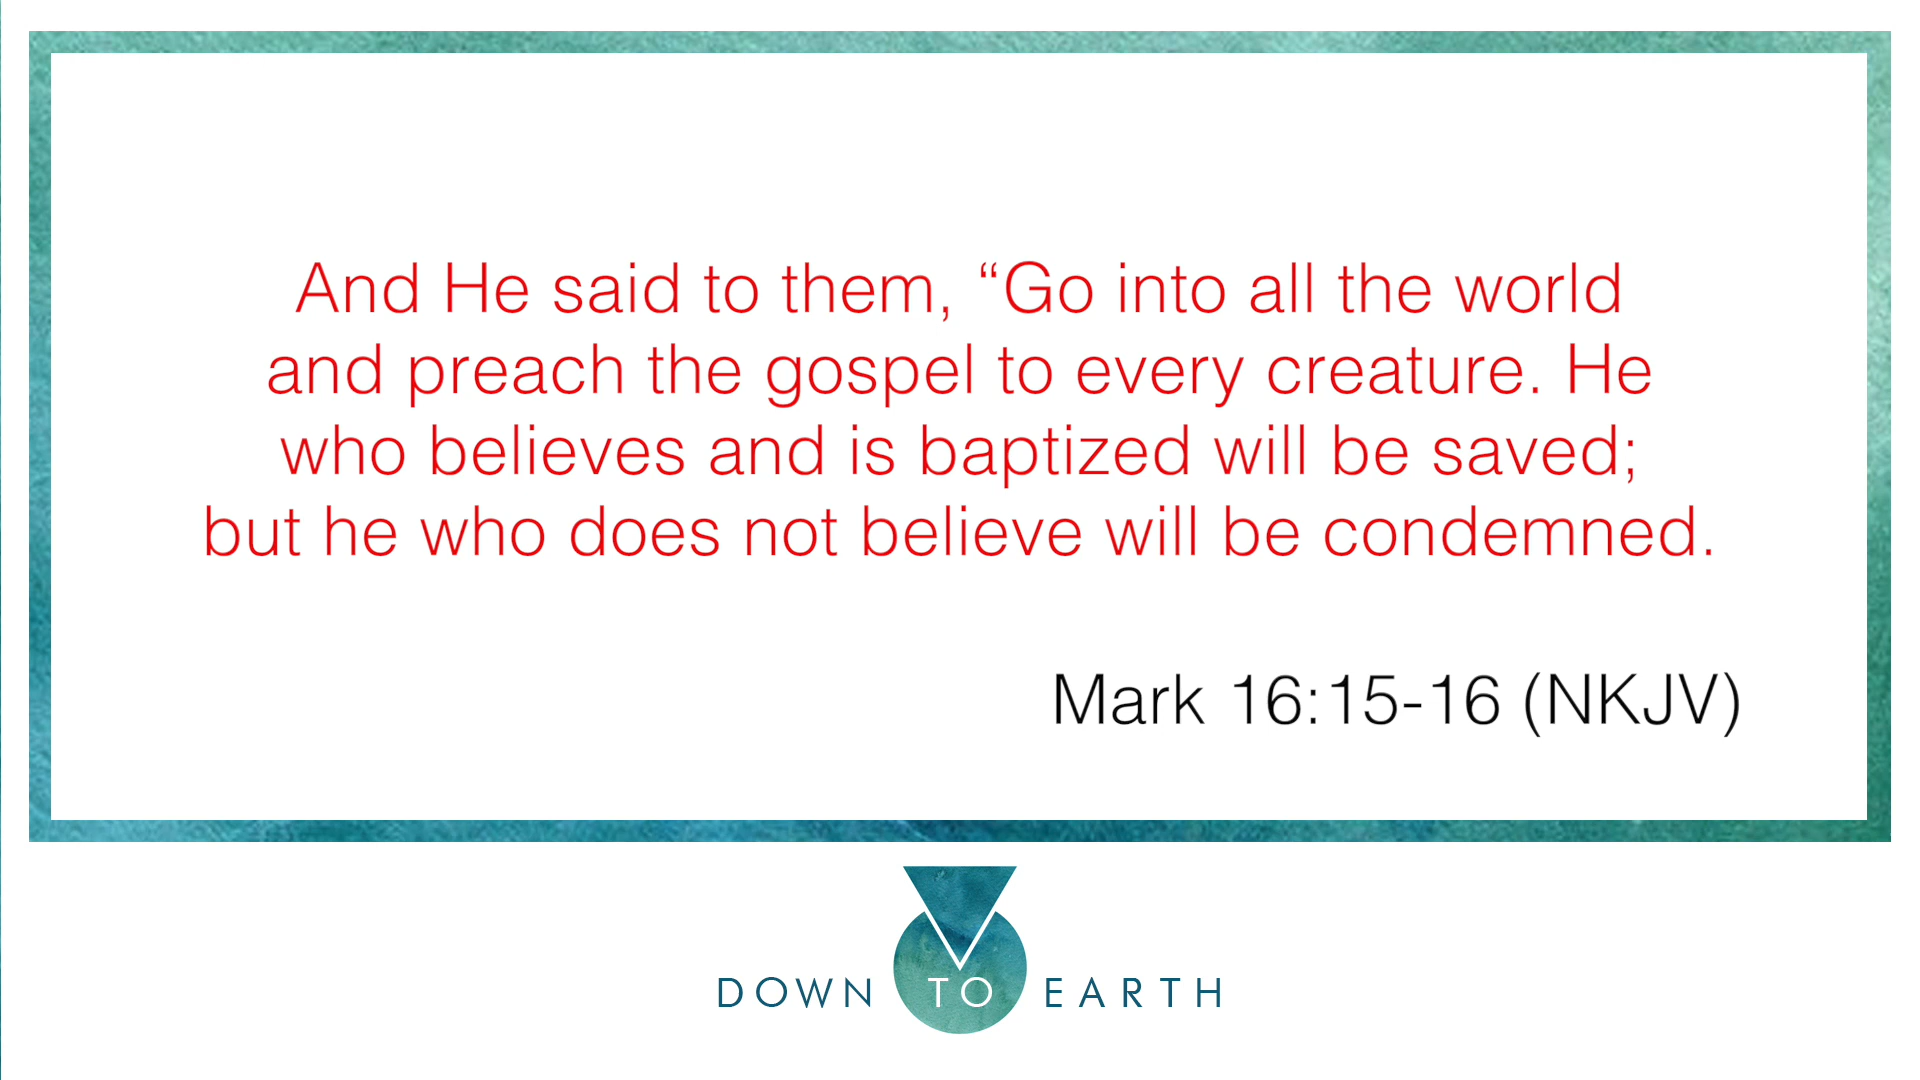 And He said to them, “Go into all the world
and preach the gospel to every creature. He
who believes and is baptized will be saved;
but he who does not believe will be condemned.
Mark 16:15-16 (NKJV)
DOWN TO EARTH